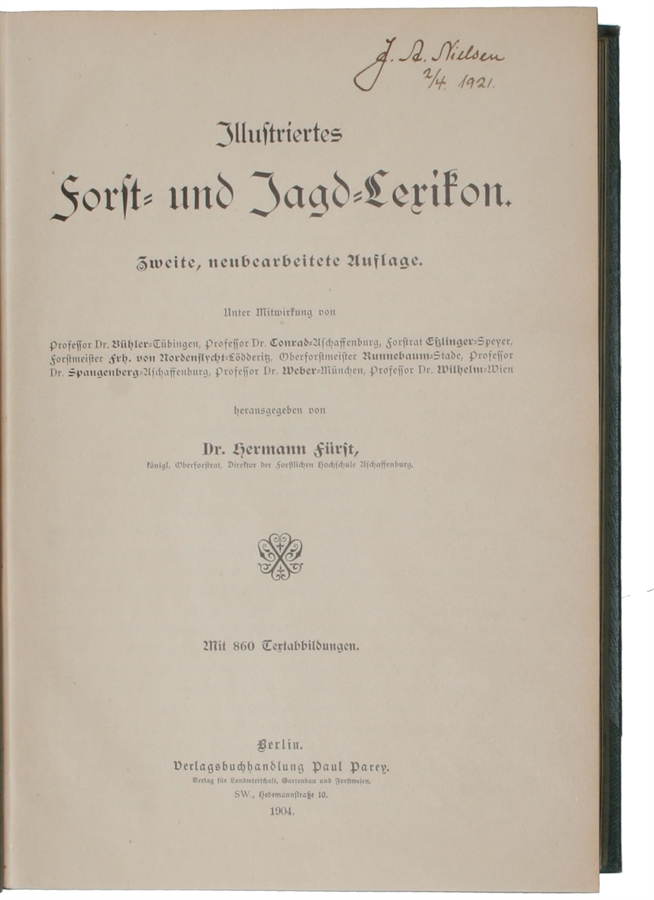 J. A. Nielsen
2/4. 1921.
Illustriertes
Forst- und Jagd-Lexikon.
Zweite, neubearbeitete Auflage.
Unter Mitwirkung von
Professor Dr. Bühler-Tübingen, Professor Dr. Conrad-Aschaffenburg, Forstrat Eßlinger-Speyer,
Forstmeister Frh. von Nordenflycht-Lödderitz, Oberforstmeister Runnebaum-Stade, Professor
Dr. Spangenberg-Aschaffenburg, Professor Dr. Weber-München, Professor Dr. Wilhelm-Wien
herausgegeben von
Dr. Hermann Fürst,
königl. Oberforstrat, Direktor der Forstlichen Hochschule Aschaffenburg.
Mit 860 Textabbildungen.
Berlin.
Verlagsbuchhandlung Paul Parey.
Verlag für Landwirtschaft, Gartenbau und Forstwesen.
SW., Hedemannstraße 10.
1904.